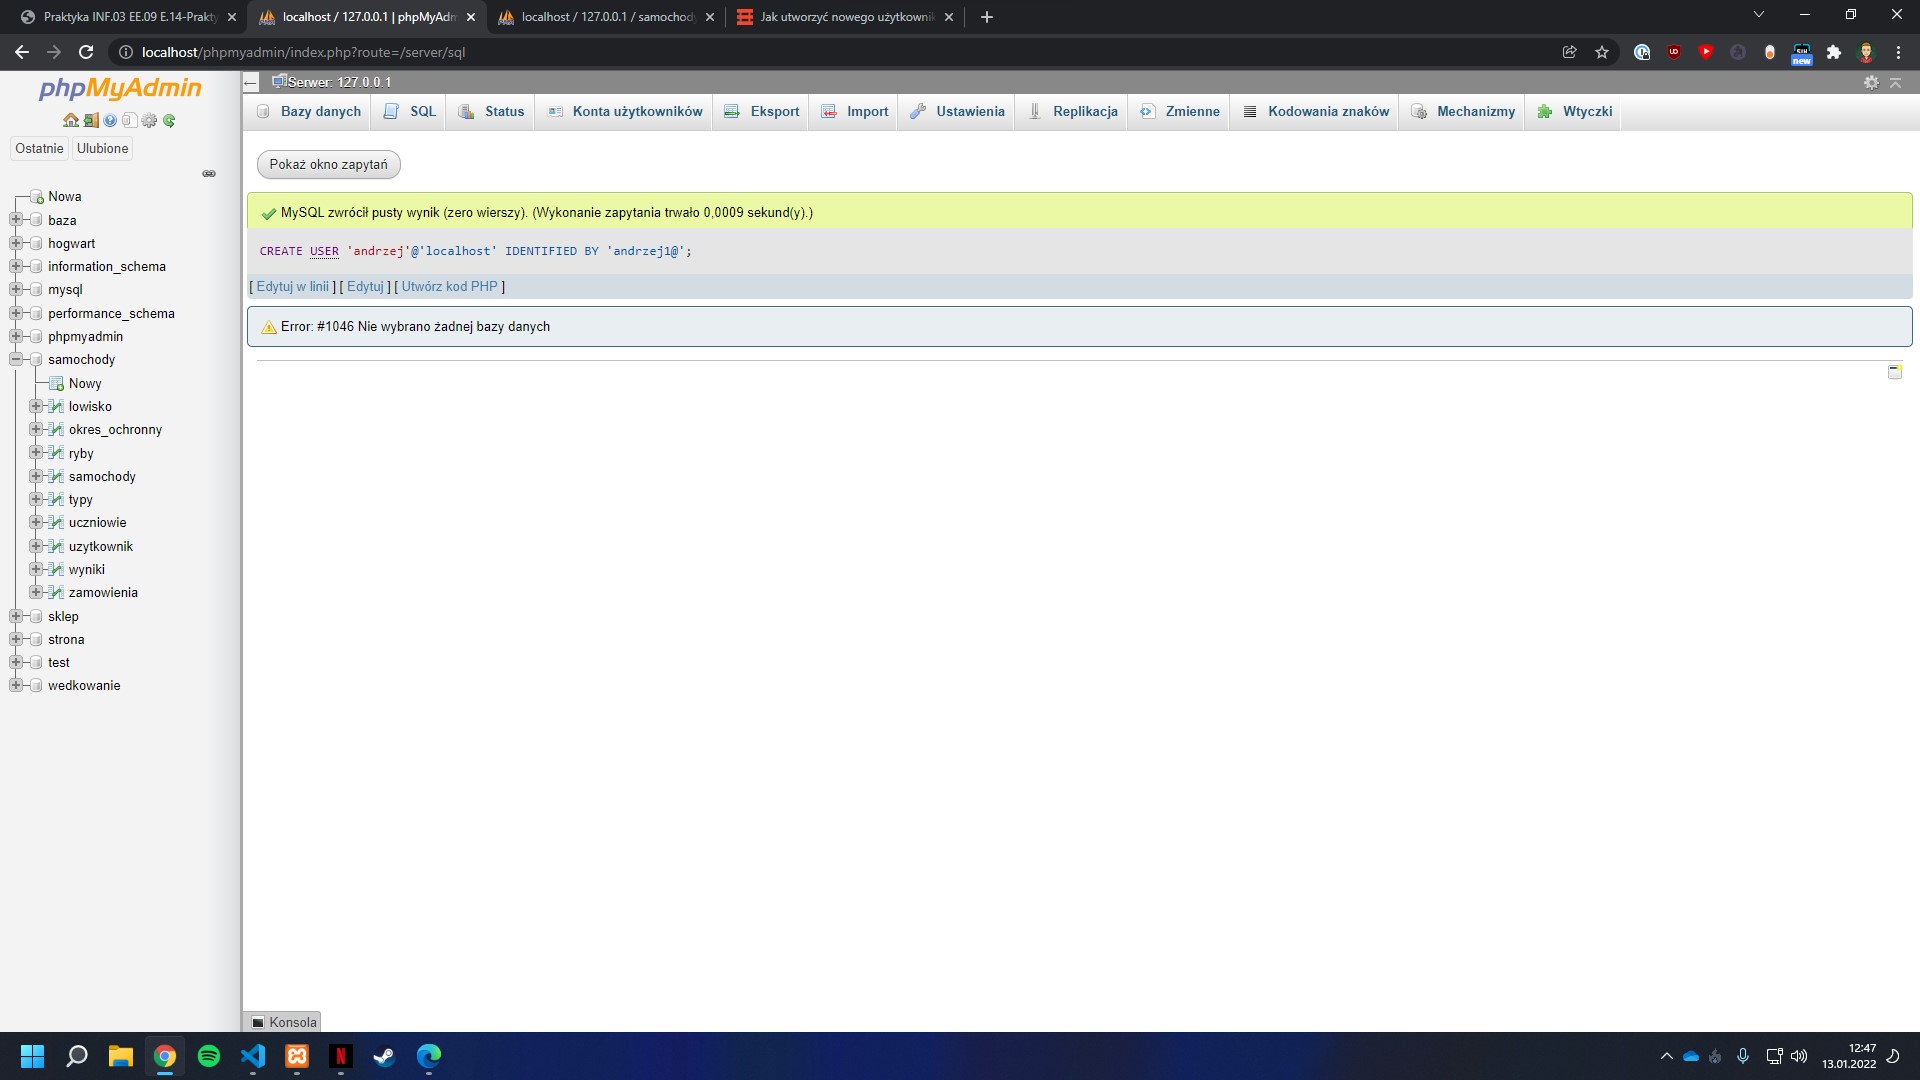 Praktyka INF.03 EE.09 E.14-Prakty
localhost / 127.0.0.1 | phpMyAdm
localhost / 127.0.0.1 / samochody
Jak utworzyć nowego użytkownik
localhost/phpmyadmin/index.php?route=/server/sql
new
phpMyAdmin
Ostatnie
Ulubione
Nowa
baza
hogwart
information_schema
mysql
performance_schema
phpmyadmin
samochody
Nowy
lowisko
okres_ochronny
ryby
samochody
typy
uczniowie
uzytkownik
wyniki
zamowienia
sklep
strona
test
wedkowanie
Serwer: 127.0.0.1
Bazy danych
SQL
Status
Konta użytkowników
Eksport
Import
Ustawienia
Replikacja
Zmienne
Kodowania znaków
Mechanizmy
Wtyczki
Pokaż okno zapytań
MySQL zwrócił pusty wynik (zero wierszy). (Wykonanie zapytania trwało 0,0009 sekund(y).)
CREATE USER 'andrzej'@'localhost' IDENTIFIED BY 'andrzej1@';
[ Edytuj w linii ] [ Edytuj ] [ Utwórz kod PHP ]
Error: #1046 Nie wybrano żadnej bazy danych
Konsola
12:47
13.01.2022